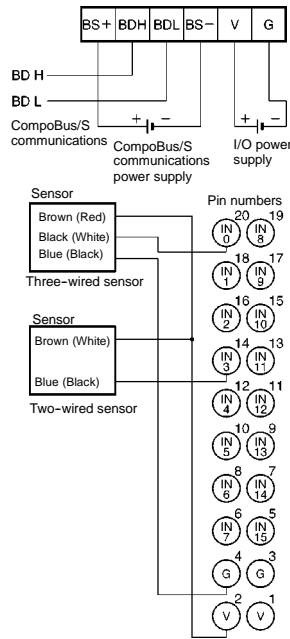 BS+ BDH BDL BS− V G
BD H
BD L
+ − + −
CompoBus/S
communications
CompoBus/S
communications
power supply
I/O power
supply
Sensor
Brown (Red)
Black (White)
Blue (Black)
Three-wired sensor
Sensor
Brown (White)
Blue (Black)
Two-wired sensor
Pin numbers
20 19
IN 0 IN 8
18 17
IN 1 IN 9
16 15
IN 2 IN 10
14 13
IN 3 IN 11
12 11
IN 4 IN 12
10 9
IN 5 IN 13
8 7
IN 6 IN 14
6 5
IN 7 IN 15
4 3
G G
2 1
V V